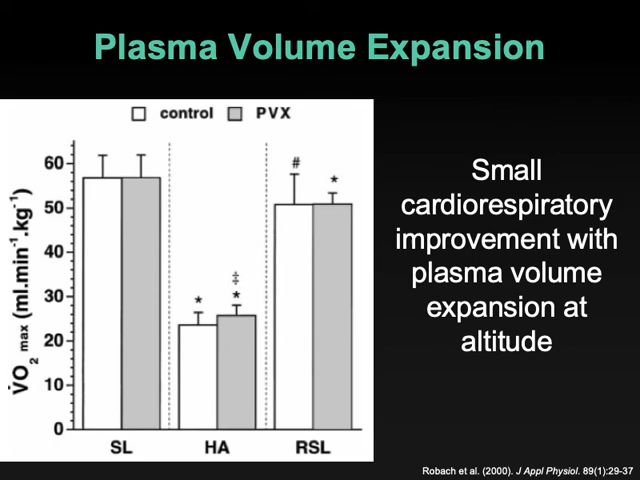 Plasma Volume Expansion
control PVX
60
50
40
30
20
10
0
V̇O₂ max (ml.min⁻¹.kg⁻¹)
#
*
‡
* *
SL HA RSL
Small
cardiorespiratory
improvement with
plasma volume
expansion at
altitude
Robach et al. (2000). J Appl Physiol. 89(1):29-37